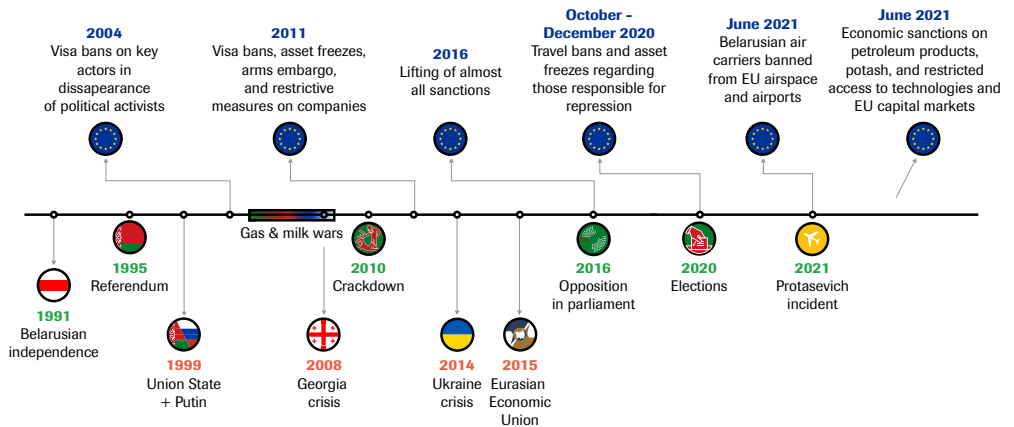 2004
Visa bans on key
actors in
dissapearance
of political activists
2011
Visa bans, asset freezes,
arms embargo,
and restrictive
measures on companies
2016
Lifting of almost
all sanctions
October -
December 2020
Travel bans and asset
freezes regarding
those responsible for
repression
June 2021
Belarusian air
carriers banned
from EU airspace
and airports
June 2021
Economic sanctions on
petroleum products,
potash, and restricted
access to technologies and
EU capital markets
1991
Belarusian
independence
1995
Referendum
1999
Union State
+ Putin
Gas & milk wars
2008
Georgia
crisis
2010
Crackdown
2014
Ukraine
crisis
2015
Eurasian
Economic
Union
2016
Opposition
in parliament
2020
Elections
2021
Protasevich
incident